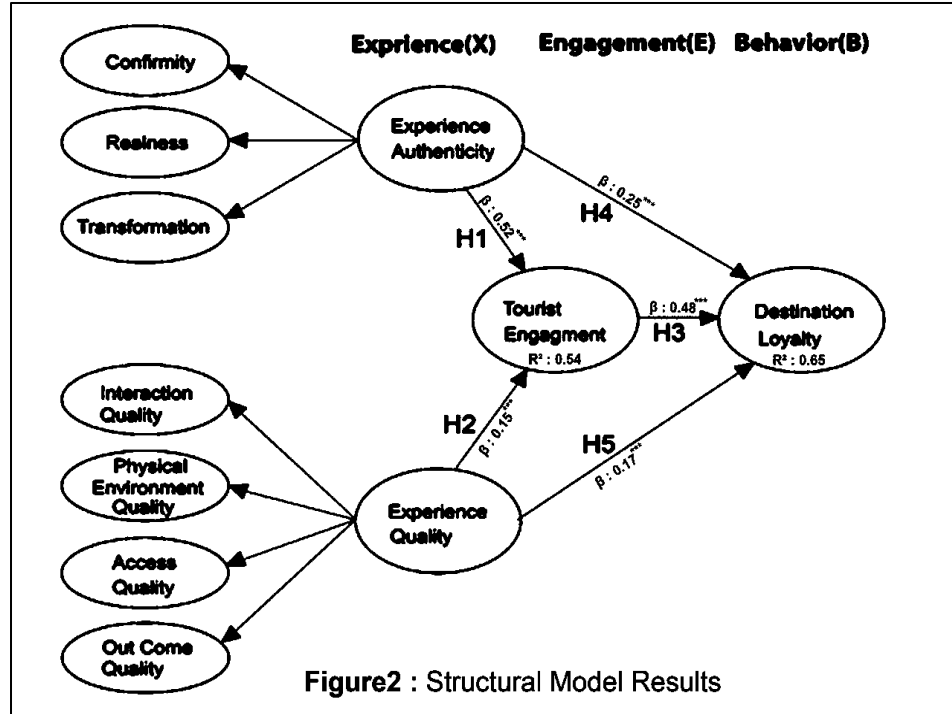 Exprience(X) Engagement(E) Behavior(B)
Confirmity
Realness
Transformation
Experience
Authenticity
β : 0.52***
H1
β : 0.25***
H4
Tourist
Engagment
R² : 0.54
β : 0.48***
H3
Destination
Loyalty
R² : 0.65
Interaction
Quality
Physical
Environment
Quality
Access
Quality
Out Come
Quality
Experience
Quality
H2
β : 0.15***
H5
β : 0.17***
Figure2 : Structural Model Results